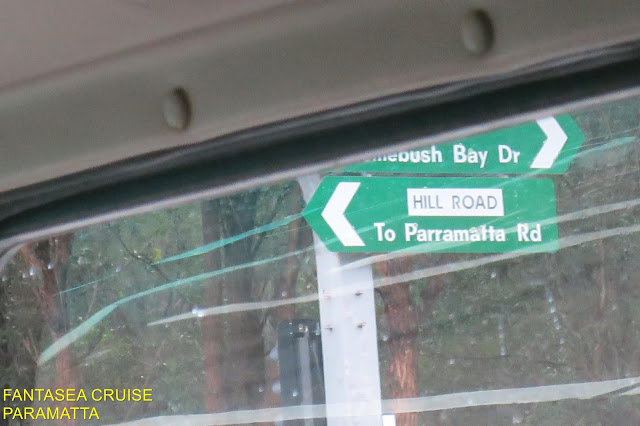 Bay Dr
HILL ROAD
To Parramatta Rd
FANTASEA CRUISE
PARAMATTA